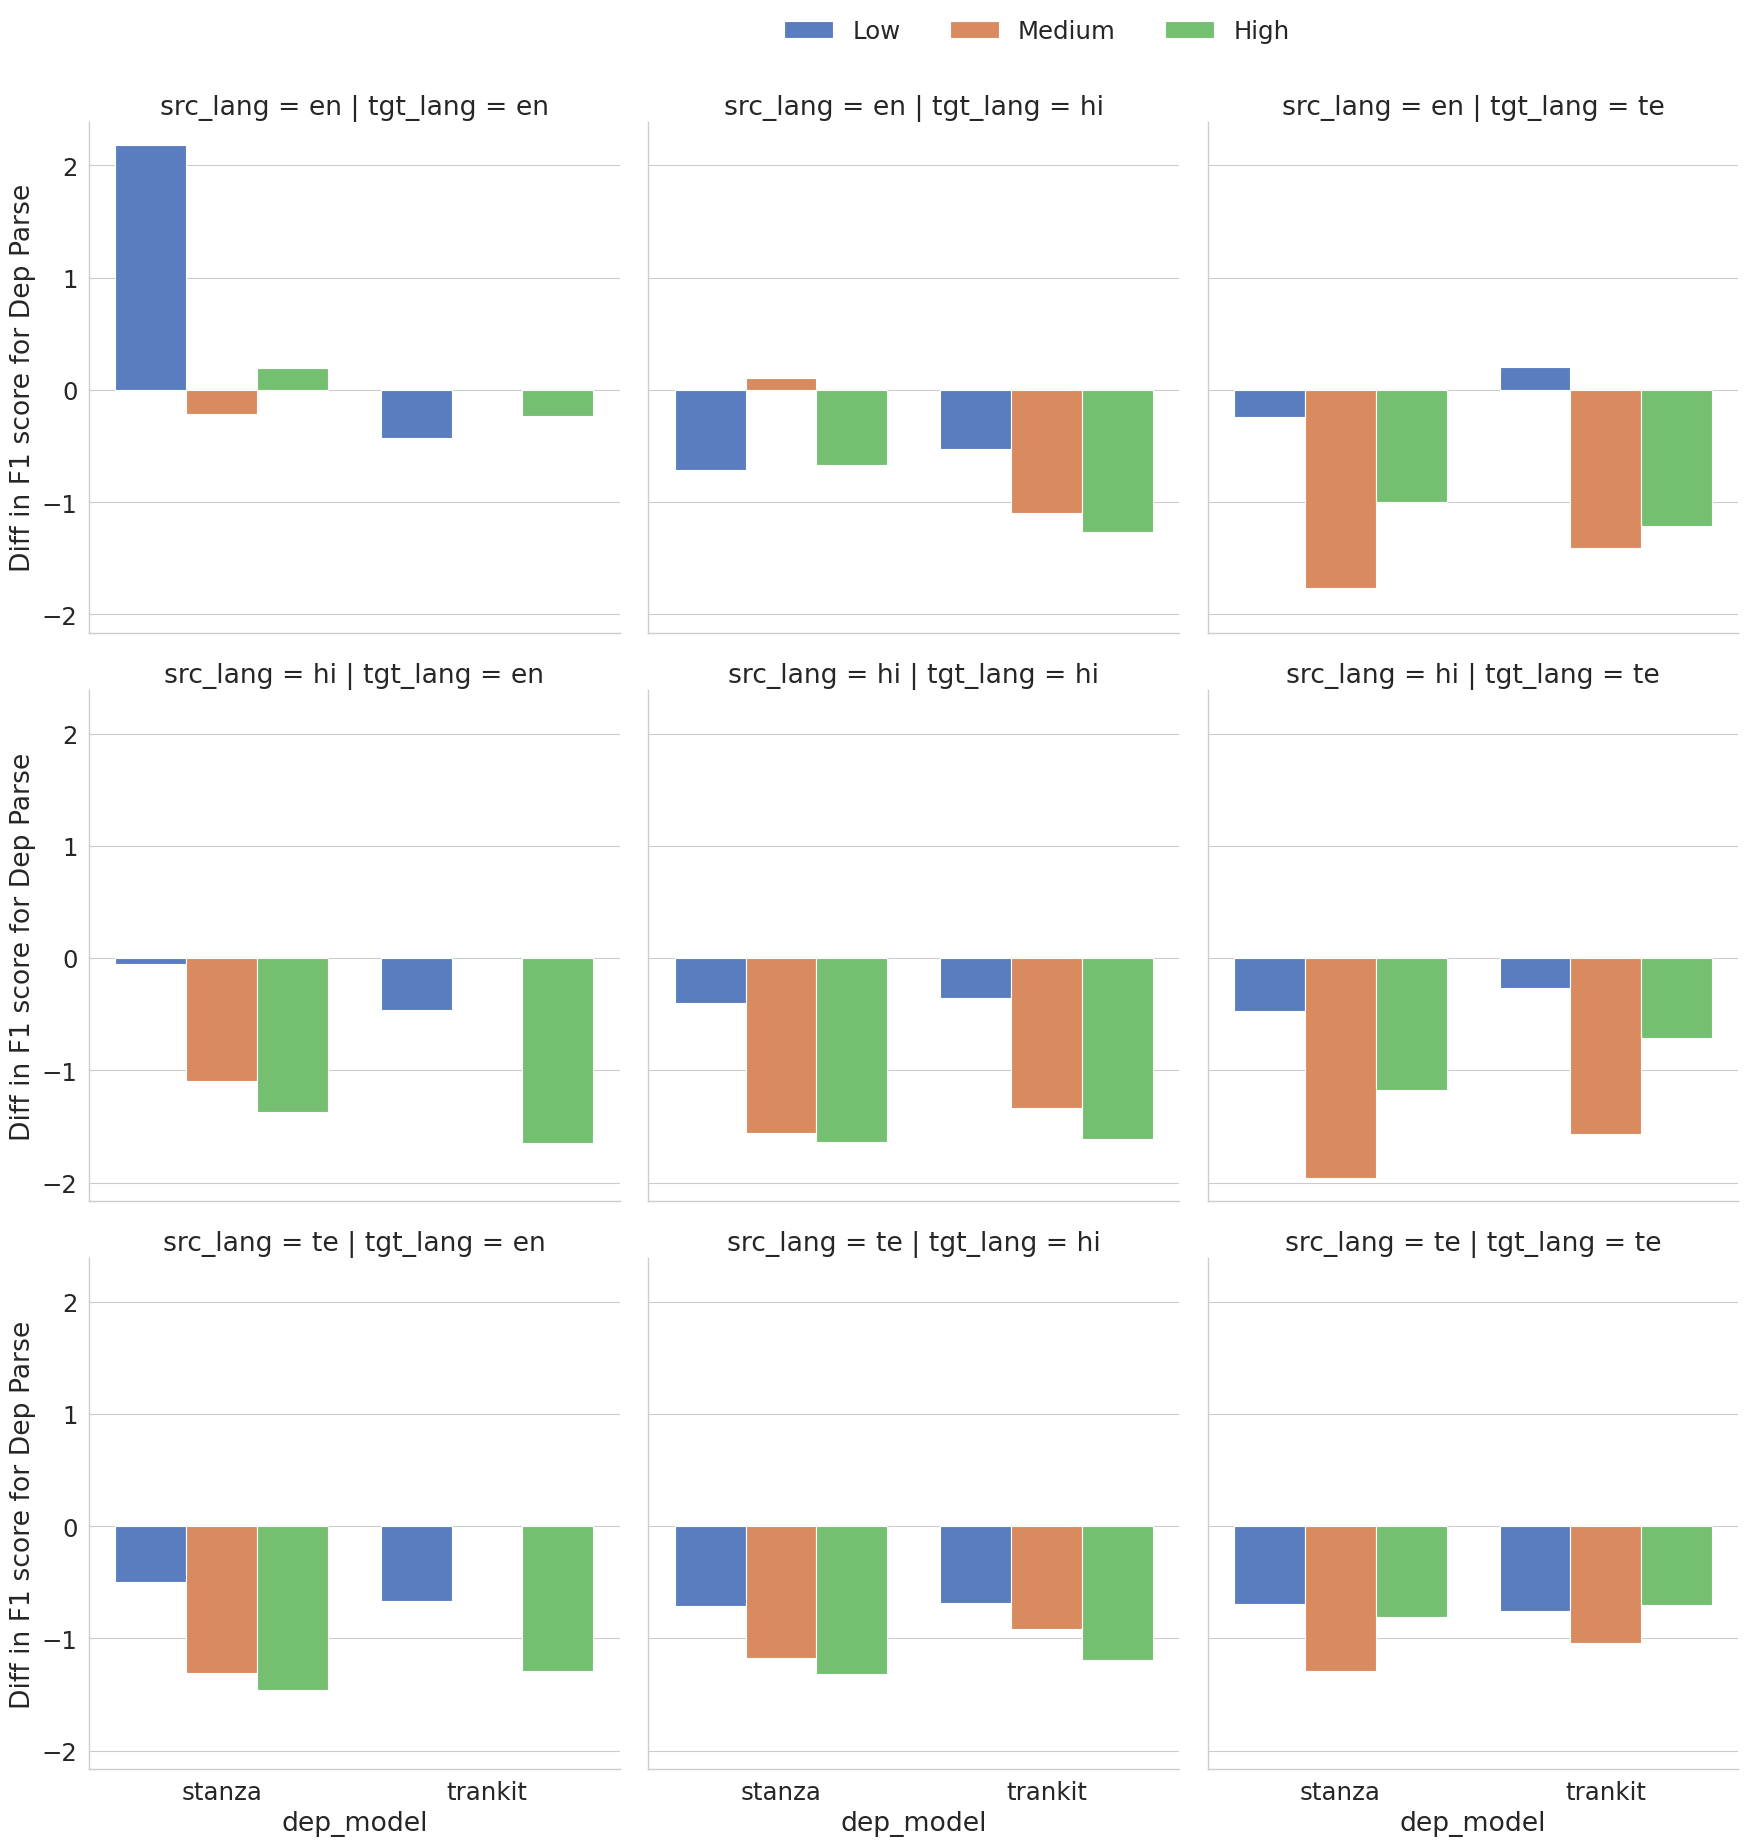 Low Medium High
src_lang = en | tgt_lang = en
src_lang = en | tgt_lang = hi
src_lang = en | tgt_lang = te
Diff in F1 score for Dep Parse
2
1
0
−1
−2
src_lang = hi | tgt_lang = en
src_lang = hi | tgt_lang = hi
src_lang = hi | tgt_lang = te
Diff in F1 score for Dep Parse
2
1
0
−1
−2
src_lang = te | tgt_lang = en
src_lang = te | tgt_lang = hi
src_lang = te | tgt_lang = te
Diff in F1 score for Dep Parse
2
1
0
−1
−2
stanza trankit
dep_model
stanza trankit
dep_model
stanza trankit
dep_model